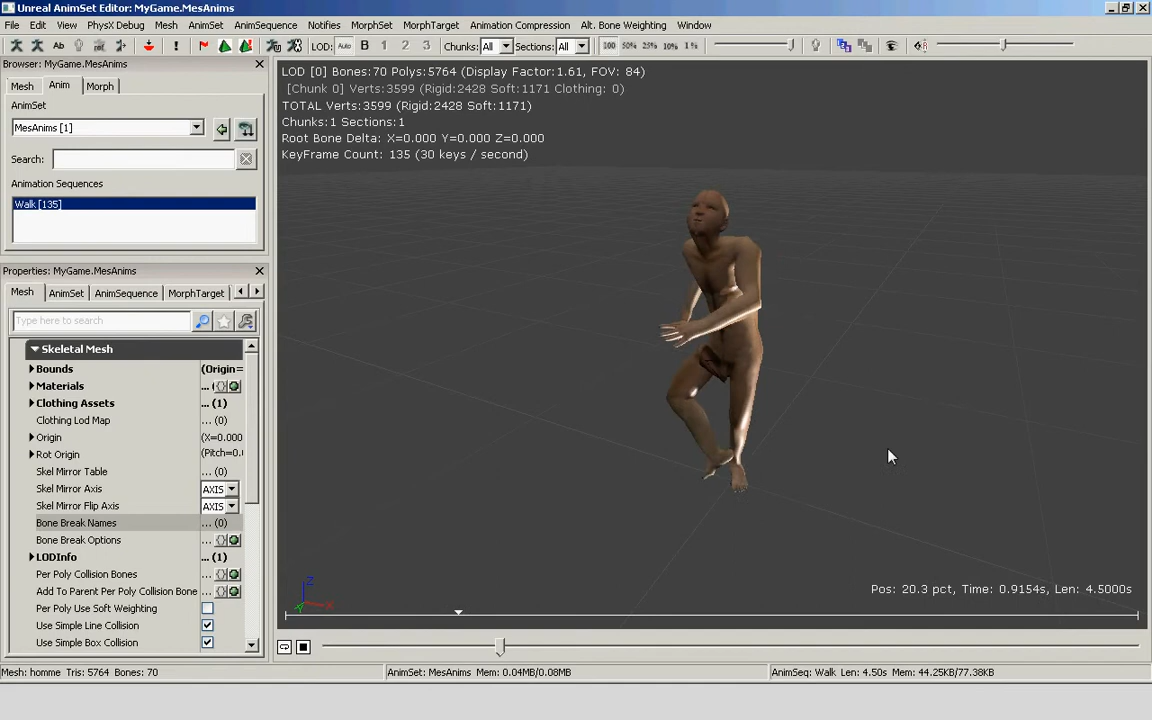 Unreal AnimSet Editor: MyGame.MesAnims
File Edit View PhysX Debug Mesh AnimSet AnimSequence Notifies MorphSet MorphTarget Animation Compression Alt. Bone Weighting Window
Ab LOD: Auto B 1 2 3 Chunks: All Sections: All 100 50% 25% 10% 1%
Browser: MyGame.MesAnims
Mesh Anim Morph
AnimSet
MesAnims [1]
Search:
Animation Sequences
Walk [135]
Properties: MyGame.MesAnims
Mesh AnimSet AnimSequence MorphTarget
Type here to search
Skeletal Mesh
Bounds (Origin=
Materials ... (
Clothing Assets ... (1)
Clothing Lod Map ... (0)
Origin (X=0.000
Rot Origin (Pitch=0.
Skel Mirror Table ... (0)
Skel Mirror Axis AXIS
Skel Mirror Flip Axis AXIS
Bone Break Names ... (0)
Bone Break Options ...
LODInfo ... (1)
Per Poly Collision Bones ...
Add To Parent Per Poly Collision Bone ...
Per Poly Use Soft Weighting
Use Simple Line Collision
Use Simple Box Collision
LOD [0] Bones:70 Polys:5764 (Display Factor:1.61, FOV: 84)
[Chunk 0] Verts:3599 (Rigid:2428 Soft:1171 Clothing: 0)
TOTAL Verts:3599 (Rigid:2428 Soft:1171)
Chunks:1 Sections:1
Root Bone Delta: X=0.000 Y=0.000 Z=0.000
KeyFrame Count: 135 (30 keys / second)
Z
X
Y
Pos: 20.3 pct, Time: 0.9154s, Len: 4.5000s
Mesh: homme Tris: 5764 Bones: 70
AnimSet: MesAnims Mem: 0.04MB/0.08MB
AnimSeq: Walk Len: 4.50s Mem: 44.25KB/77.38KB